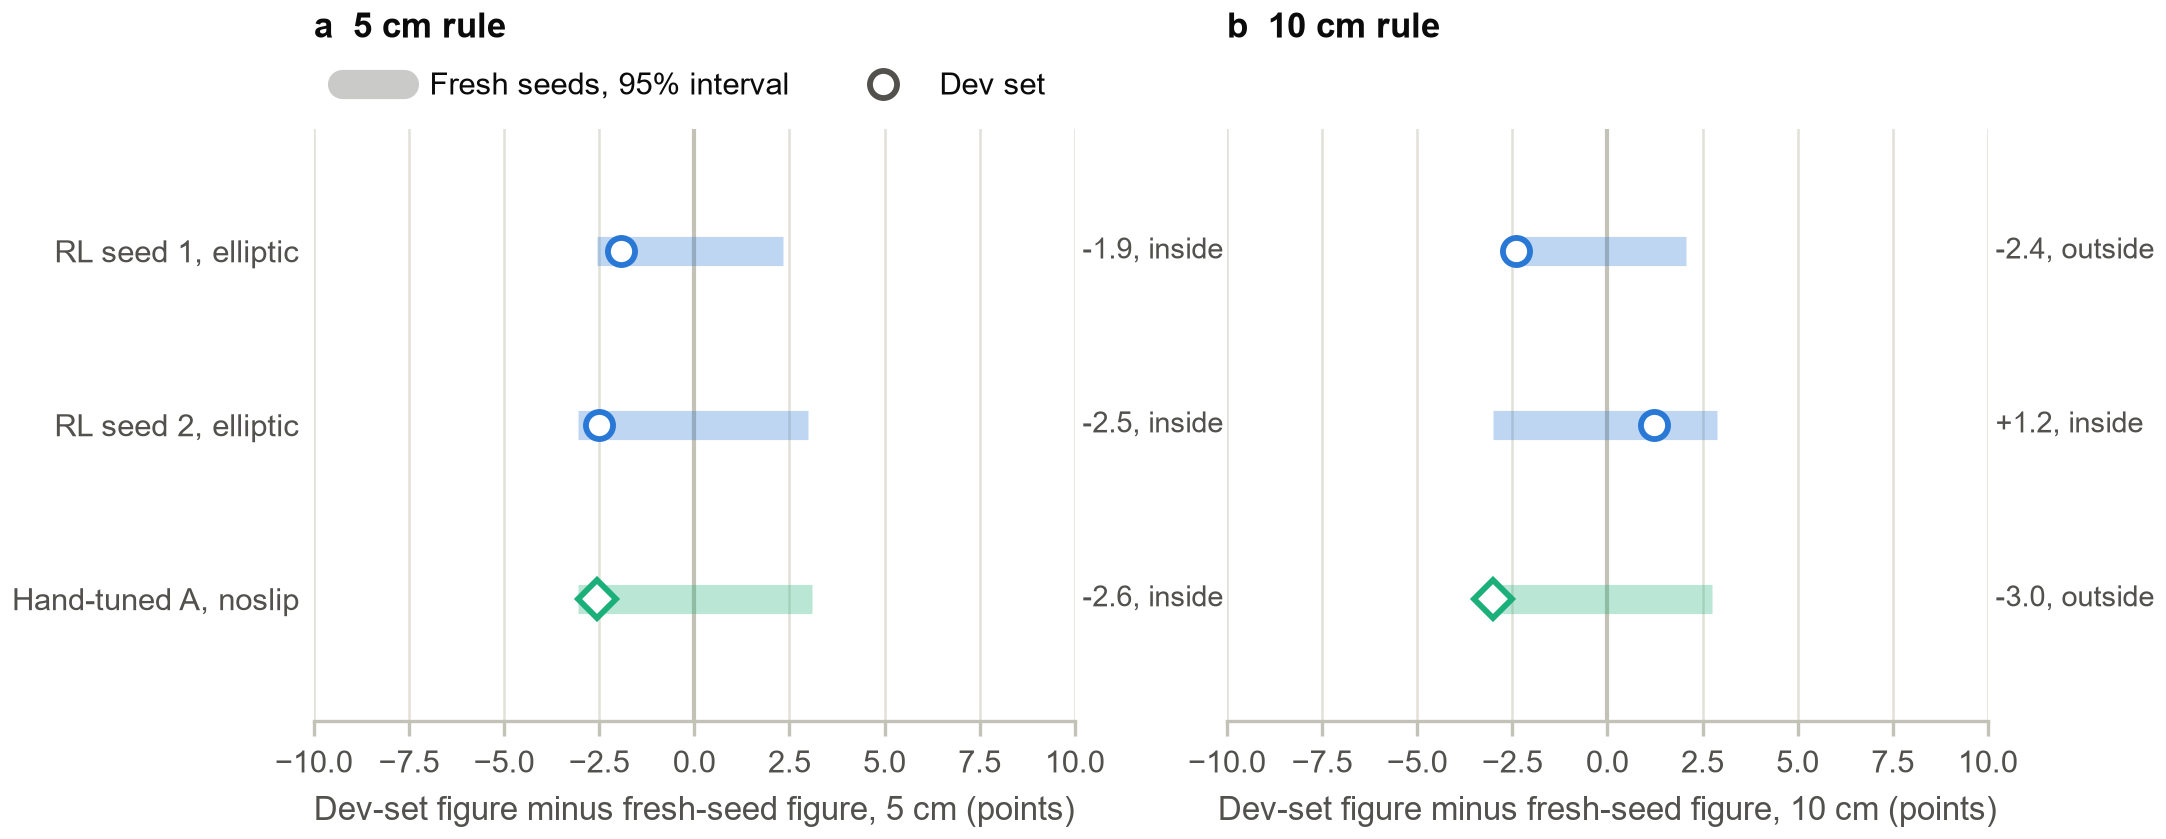 a 5 cm rule
Fresh seeds, 95% interval
Dev set
RL seed 1, elliptic
-1.9, inside
RL seed 2, elliptic
-2.5, inside
Hand-tuned A, noslip
-2.6, inside
−10.0 −7.5 −5.0 −2.5 0.0 2.5 5.0 7.5 10.0
Dev-set figure minus fresh-seed figure, 5 cm (points)
b 10 cm rule
-2.4, outside
+1.2, inside
-3.0, outside
−10.0 −7.5 −5.0 −2.5 0.0 2.5 5.0 7.5 10.0
Dev-set figure minus fresh-seed figure, 10 cm (points)